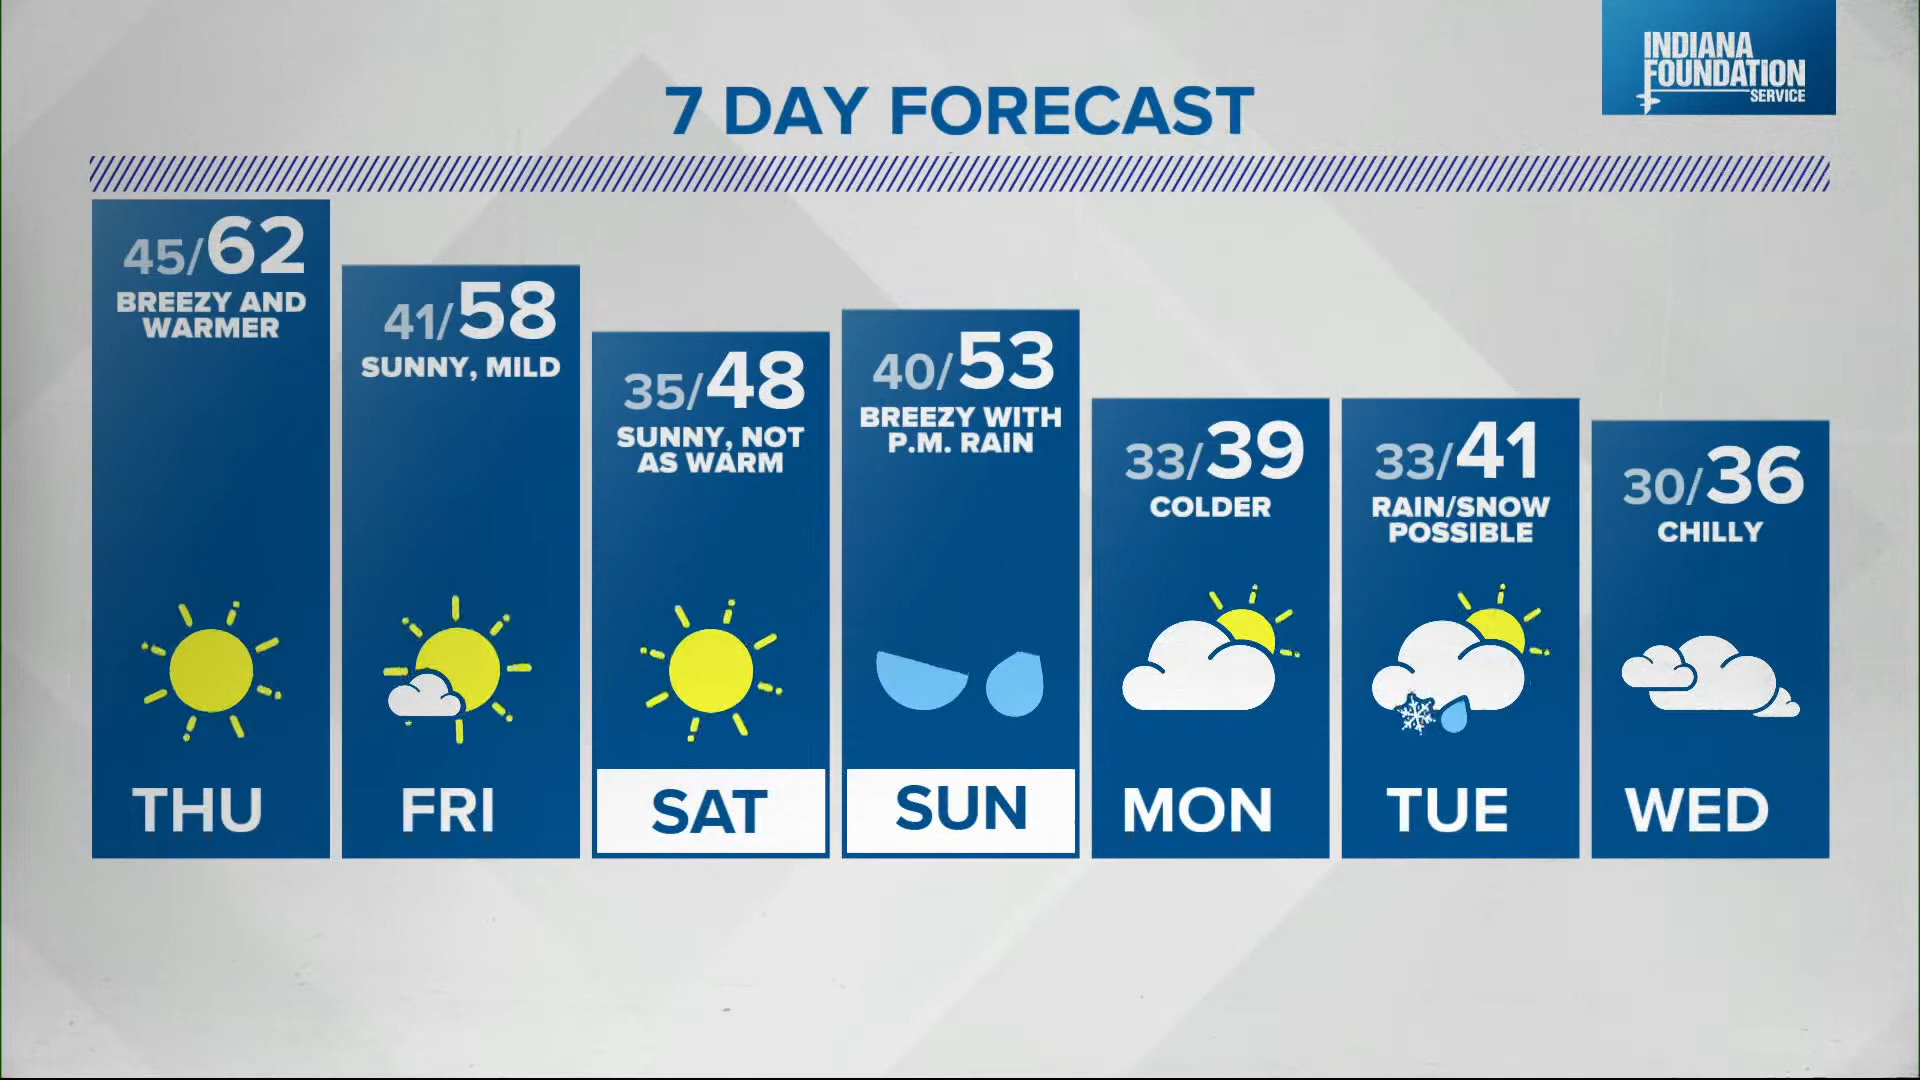 INDIANA
FOUNDATION
SERVICE
7 DAY FORECAST
45/62
BREEZY AND
WARMER
THU
41/58
SUNNY, MILD
FRI
35/48
SUNNY, NOT
AS WARM
SAT
40/53
BREEZY WITH
P.M. RAIN
SUN
33/39
COLDER
MON
33/41
RAIN/SNOW
POSSIBLE
TUE
30/36
CHILLY
WED